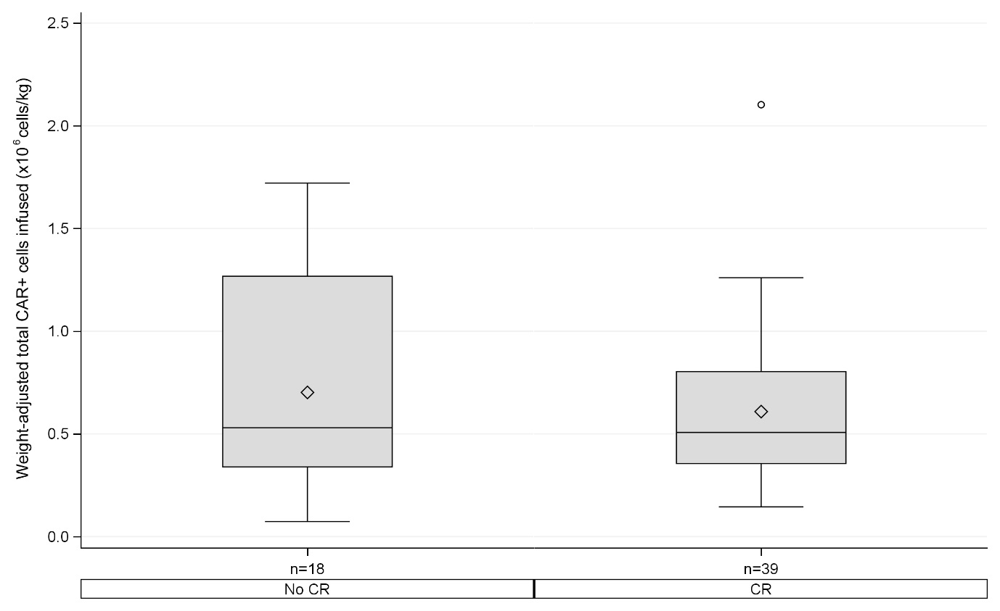 Weight-adjusted total CAR+ cells infused (x10⁶cells/kg)
2.5
2.0
1.5
1.0
0.5
0.0
n=18 n=39
No CR CR